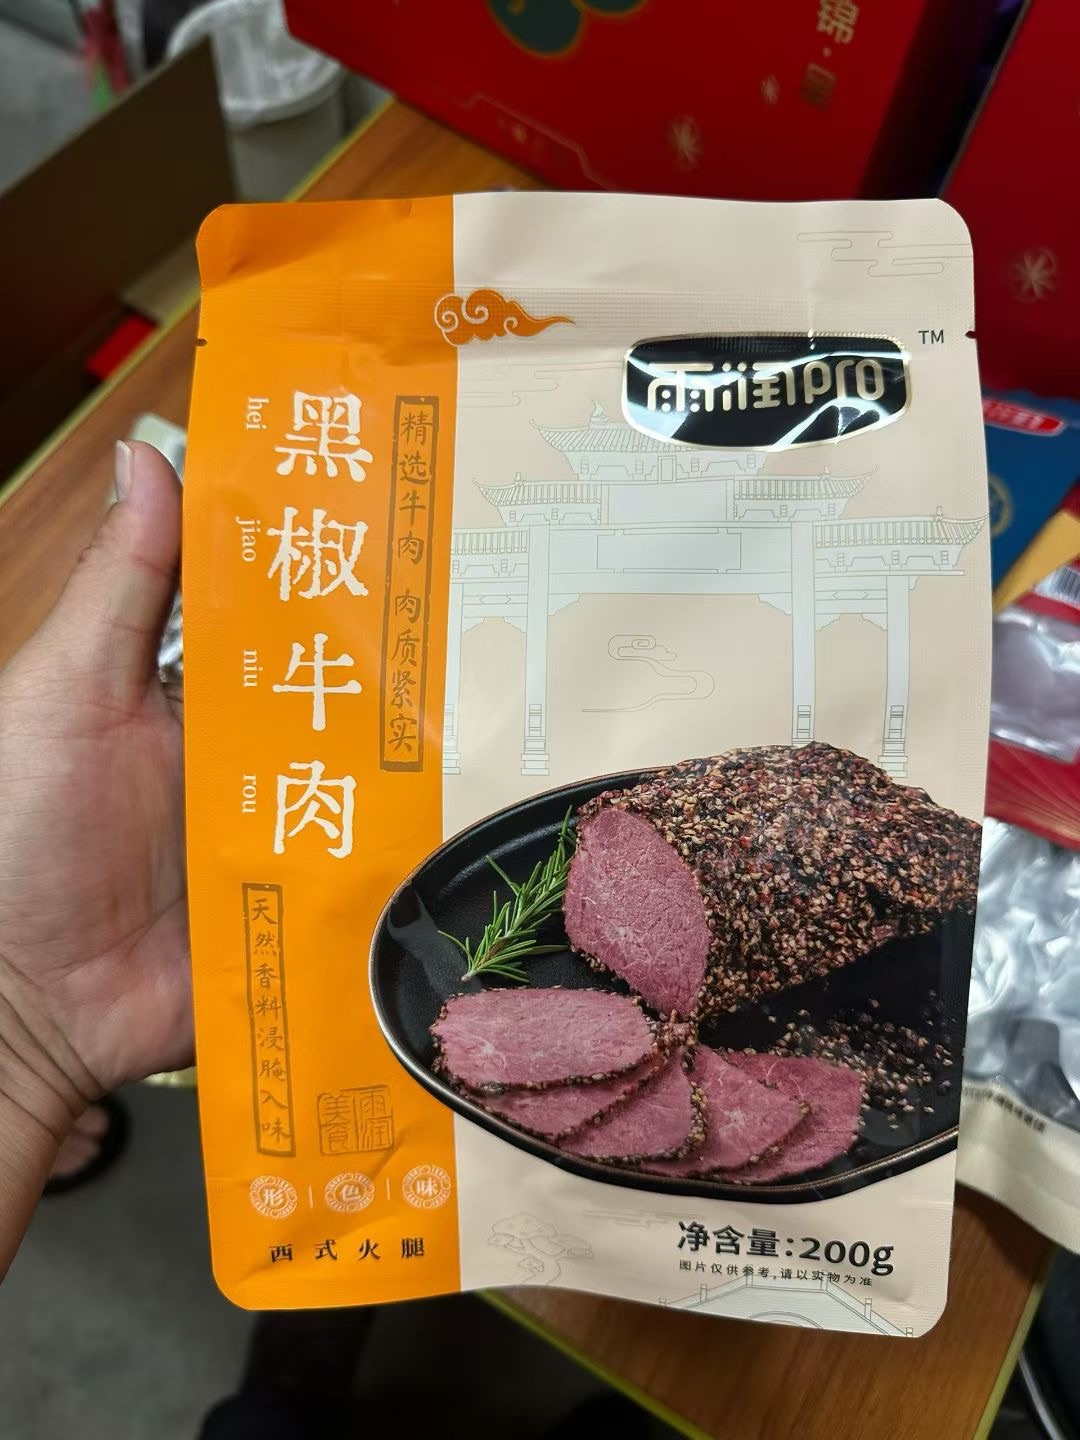 锦·
雨润pro
TM
黑椒牛肉
hei jiao niu rou
精选牛肉 肉质紧实
天然香料浸腌入味
雨润美食
形 色 味
西式火腿
净含量:200g
图片仅供参考,请以实物为准